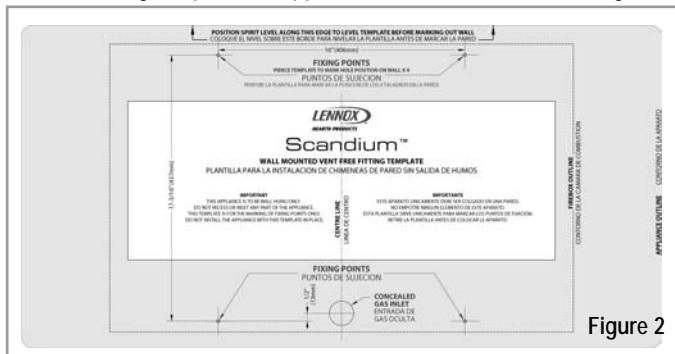 POSITION SPIRIT LEVEL ALONG THIS EDGE TO LEVEL TEMPLATE BEFORE MARKING OUT WALL
COLOQUE EL NIVEL SOBRE ESTE BORDE PARA NIVELAR LA PLANTILLA ANTES DE MARCAR LA PARED
16"(406mm)
FIXING POINTS
PIERCE TEMPLATE TO MARK HOLE POSITION ON WALL X 4
PUNTOS DE SUJECION
PERFORE LA PLANTILLA PARA MARCAR LA POSICION DE LOS 4 TALADROS EN LA PARED
17-3/16"(437mm)
LENNOX
HEARTH PRODUCTS
Scandium™
WALL MOUNTED VENT FREE FITTING TEMPLATE
PLANTILLA PARA LA INSTALACION DE CHIMENEAS DE PARED SIN SALIDA DE HUMOS
IMPORTANT
THIS APPLIANCE IS TO BE WALL HUNG ONLY.
DO NOT RECESS OR INSET ANY PART OF THE APPLIANCE.
THIS TEMPLATE IS FOR THE MARKING OF FIXING POINTS ONLY.
DO NOT INSTALL THE APPLIANCE WITH THIS TEMPLATE IN PLACE.
CENTRE LINE
LINEA DE CENTRO
IMPORTANTE
ESTE APARATO UNICAMENTE DEBE SER COLGADO EN UNA PARED.
NO EMPOTRE NINGUN ELEMENTO DE ESTE APARATO.
ESTA PLANTILLA SIRVE UNICAMENTE PARA MARCAR LOS PUNTOS DE FIJACION.
RETIRE LA PLANTILLA ANTES DE COLOCAR LE APARATO.
FIREBOX OUTLINE
CONTORNO DE LA CAMARA DE COMBUSTION
APPLIANCE OUTLINE
CONTORNO DE LA APARATO
FIXING POINTS
PUNTOS DE SUJECION
1/2"
(13mm)
CONCEALED
GAS INLET
ENTRADA DE
GAS OCULTA
Figure 2